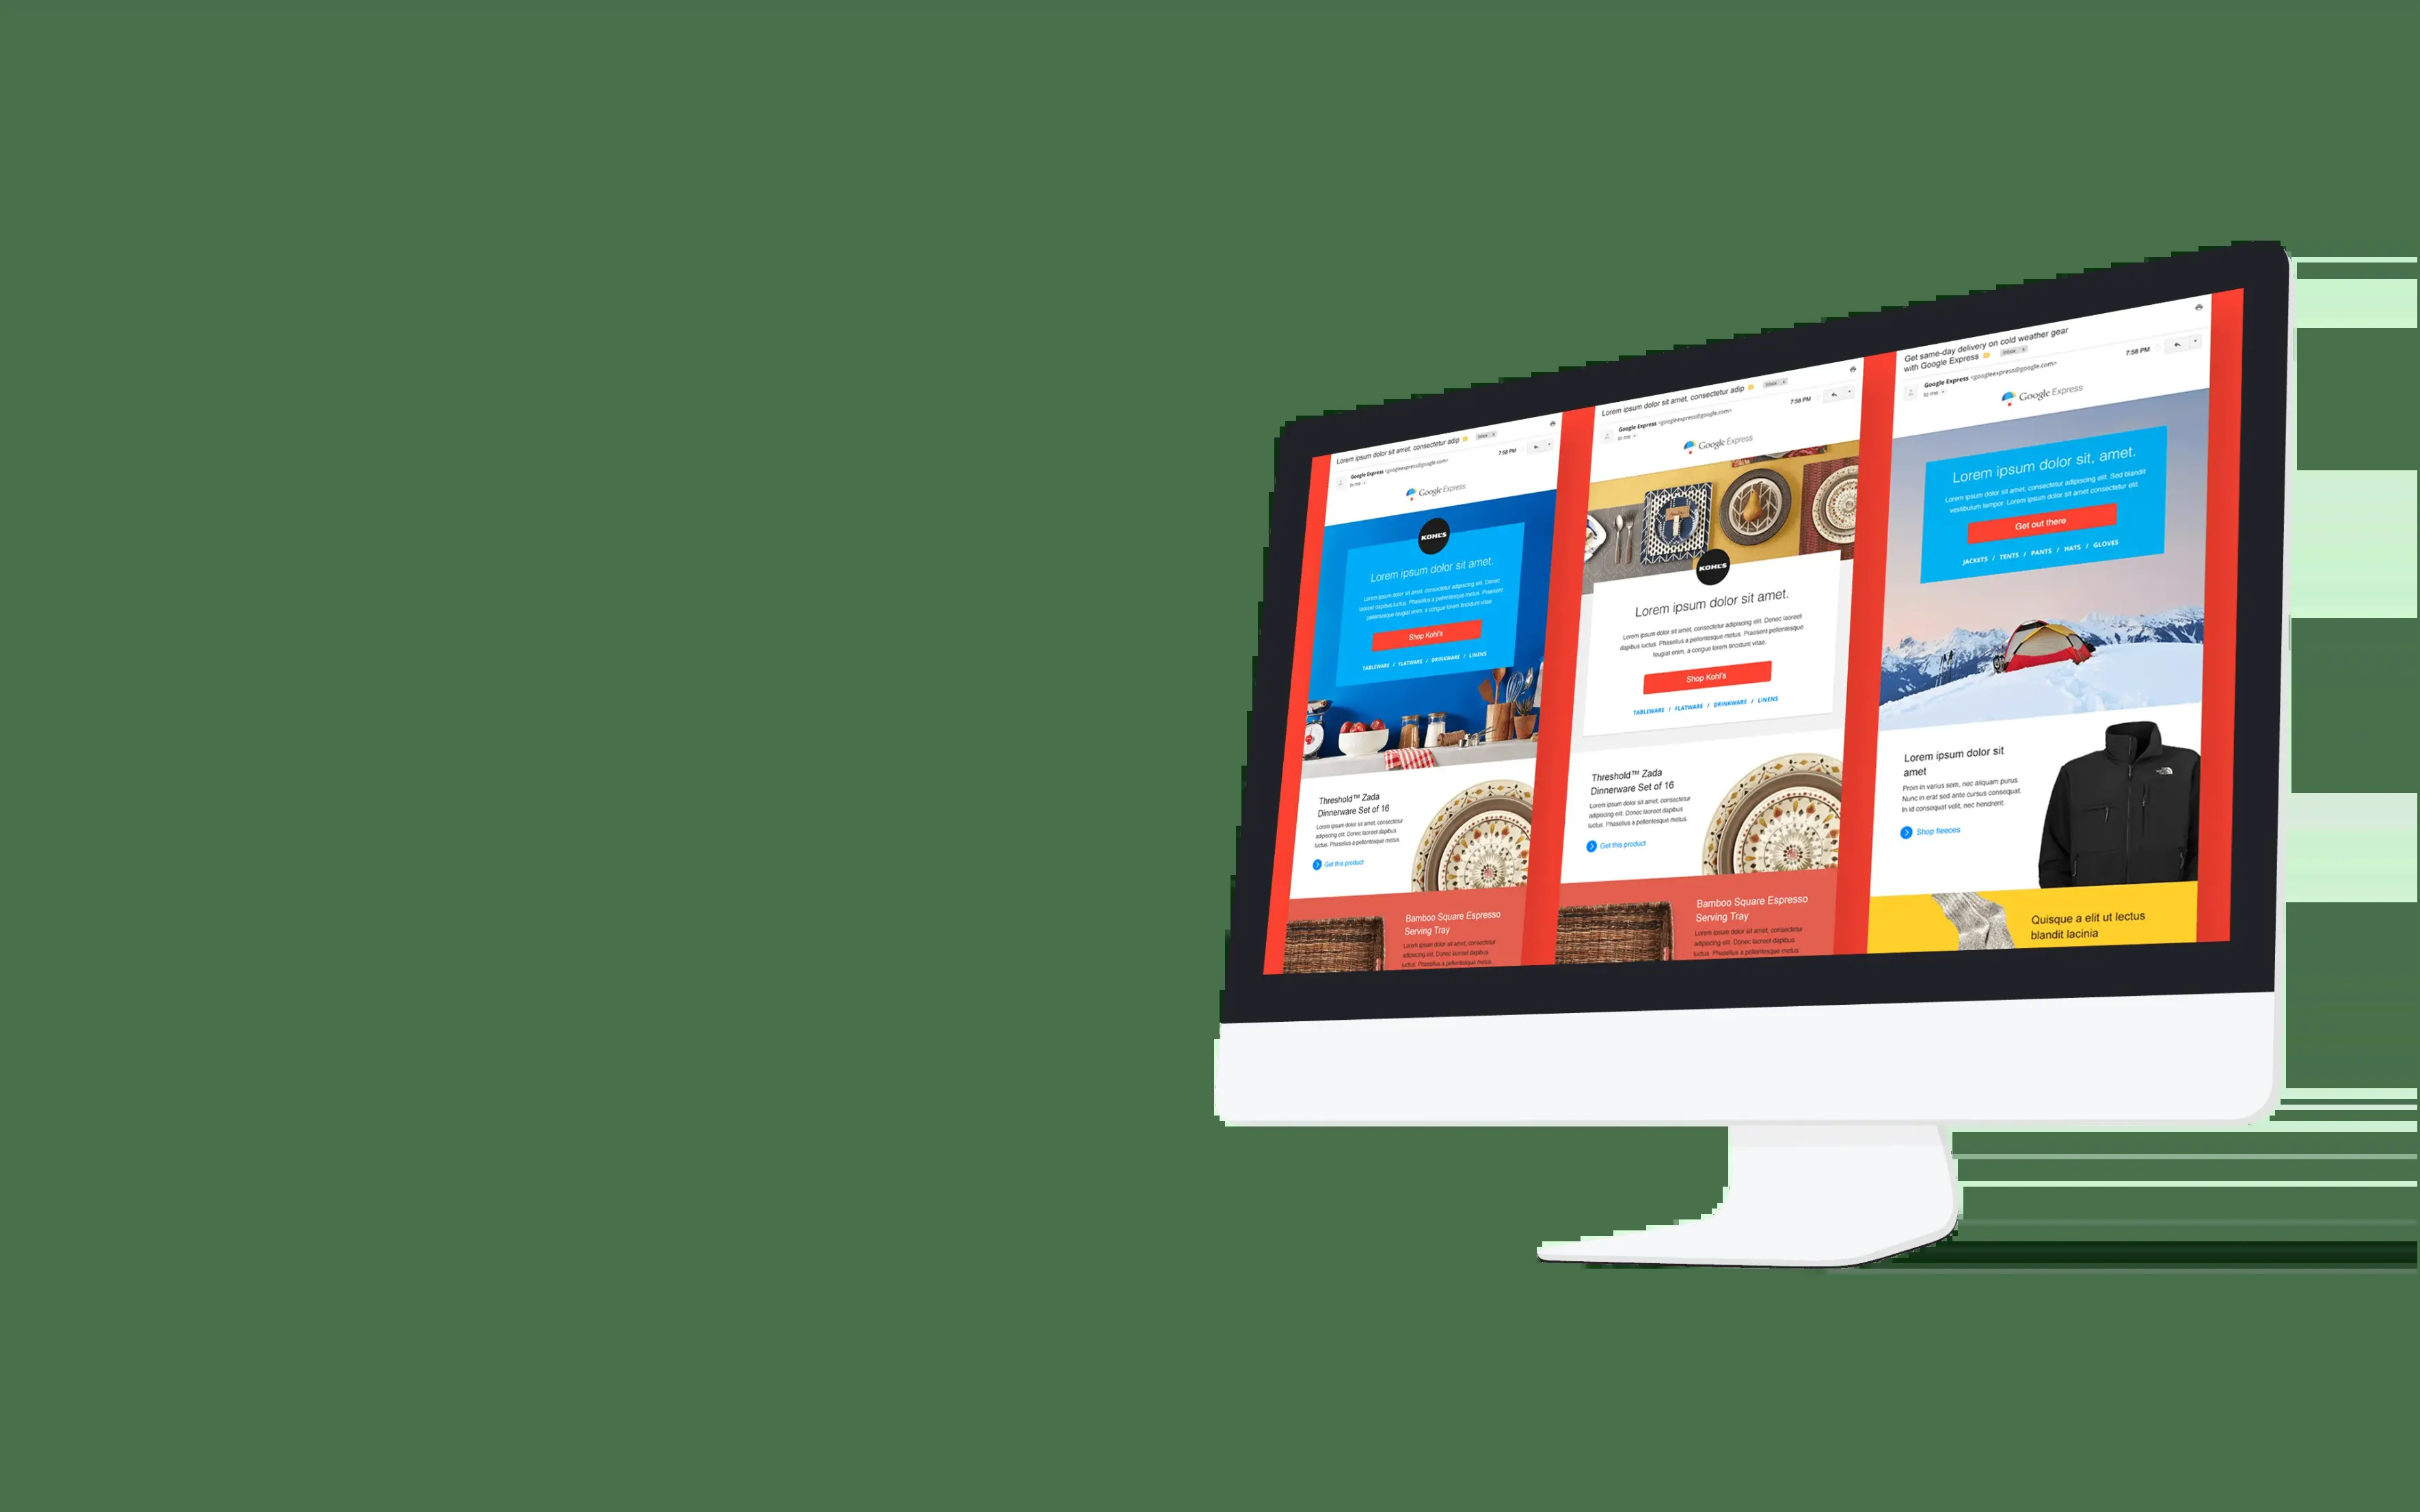 Lorem ipsum dolor sit amet, consectetur adip
Inbox x
Google Express <googleexpress@google.com>
to me
7:58 PM
Google Express
KOHL'S
Lorem ipsum dolor sit amet.
Lorem ipsum dolor sit amet, consectetur adipiscing elit. Donec
laoreet dapibus luctus. Phasellus a pellentesque metus. Praesent
pellentesque feugiat enim, a congue lorem tincidunt vitae.
Shop Kohl's
TABLEWARE / FLATWARE / DRINKWARE / LINENS
Threshold™ Zada
Dinnerware Set of 16
Lorem ipsum dolor sit amet, consectetur
adipiscing elit. Donec laoreet dapibus
luctus. Phasellus a pellentesque metus.
Get this product
Bamboo Square Espresso
Serving Tray
Lorem ipsum dolor sit amet, consectetur
adipiscing elit. Donec laoreet dapibus
luctus. Phasellus a pellentesque metus.
Lorem ipsum dolor sit amet, consectetur adip
Inbox x
Google Express <googleexpress@google.com>
to me
7:58 PM
Google Express
KOHL'S
Lorem ipsum dolor sit amet.
Lorem ipsum dolor sit amet, consectetur adipiscing elit. Donec laoreet
dapibus luctus. Phasellus a pellentesque metus. Praesent pellentesque
feugiat enim, a congue lorem tincidunt vitae.
Shop Kohl's
TABLEWARE / FLATWARE / DRINKWARE / LINENS
Threshold™ Zada
Dinnerware Set of 16
Lorem ipsum dolor sit amet, consectetur
adipiscing elit. Donec laoreet dapibus
luctus. Phasellus a pellentesque metus.
Get this product
Bamboo Square Espresso
Serving Tray
Lorem ipsum dolor sit amet, consectetur
adipiscing elit. Donec laoreet dapibus
luctus. Phasellus a pellentesque metus.
Get same-day delivery on cold weather gear
with Google Express
Inbox x
Google Express <googleexpress@google.com>
to me
7:58 PM
Google Express
Lorem ipsum dolor sit, amet.
Lorem ipsum dolor sit amet, consectetur adipiscing elit. Sed blandit
vestibulum tempor. Lorem ipsum dolor sit amet consectetur elit.
Get out there
JACKETS / TENTS / PANTS / HATS / GLOVES
Lorem ipsum dolor sit
amet
Proin in varius sem, nec aliquam purus.
Nunc in erat sed ante cursus consequat.
In id consequat velit, nec hendrerit.
Shop fleeces
Quisque a elit ut lectus
blandit lacinia